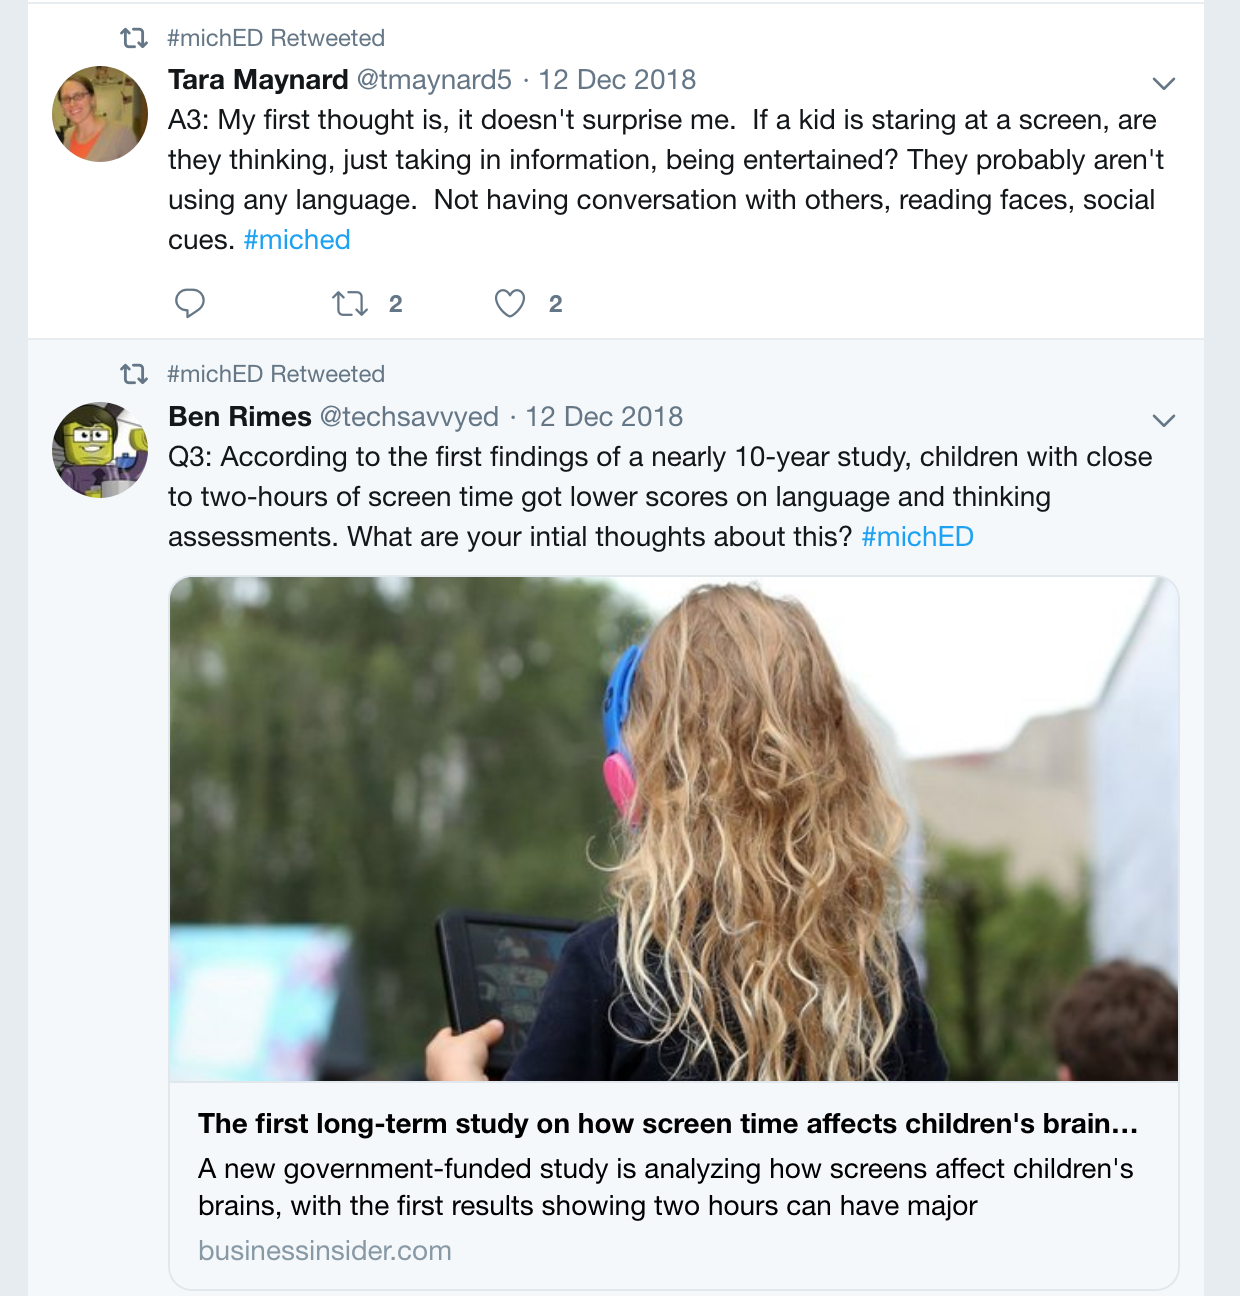 #michED Retweeted
Tara Maynard @tmaynard5 · 12 Dec 2018
A3: My first thought is, it doesn't surprise me.  If a kid is staring at a screen, are
they thinking, just taking in information, being entertained? They probably aren't
using any language.  Not having conversation with others, reading faces, social
cues. #miched
2 2
#michED Retweeted
Ben Rimes @techsavvyed · 12 Dec 2018
Q3: According to the first findings of a nearly 10-year study, children with close
to two-hours of screen time got lower scores on language and thinking
assessments. What are your intial thoughts about this? #michED
The first long-term study on how screen time affects children's brain...
A new government-funded study is analyzing how screens affect children's
brains, with the first results showing two hours can have major
businessinsider.com